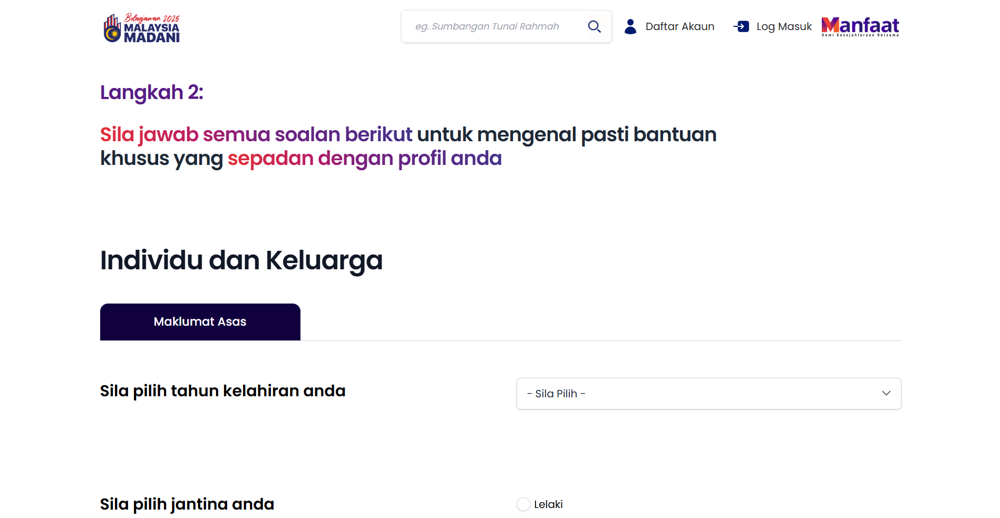 Belanjawan 2025
MALAYSIA
MADANI
eg. Sumbangan Tunai Rahmah
Daftar Akaun
Log Masuk
Manfaat
Demi Kesejahteraan Bersama
Langkah 2:
Sila jawab semua soalan berikut untuk mengenal pasti bantuan
khusus yang sepadan dengan profil anda
Individu dan Keluarga
Maklumat Asas
Sila pilih tahun kelahiran anda
- Sila Pilih -
Sila pilih jantina anda
Lelaki